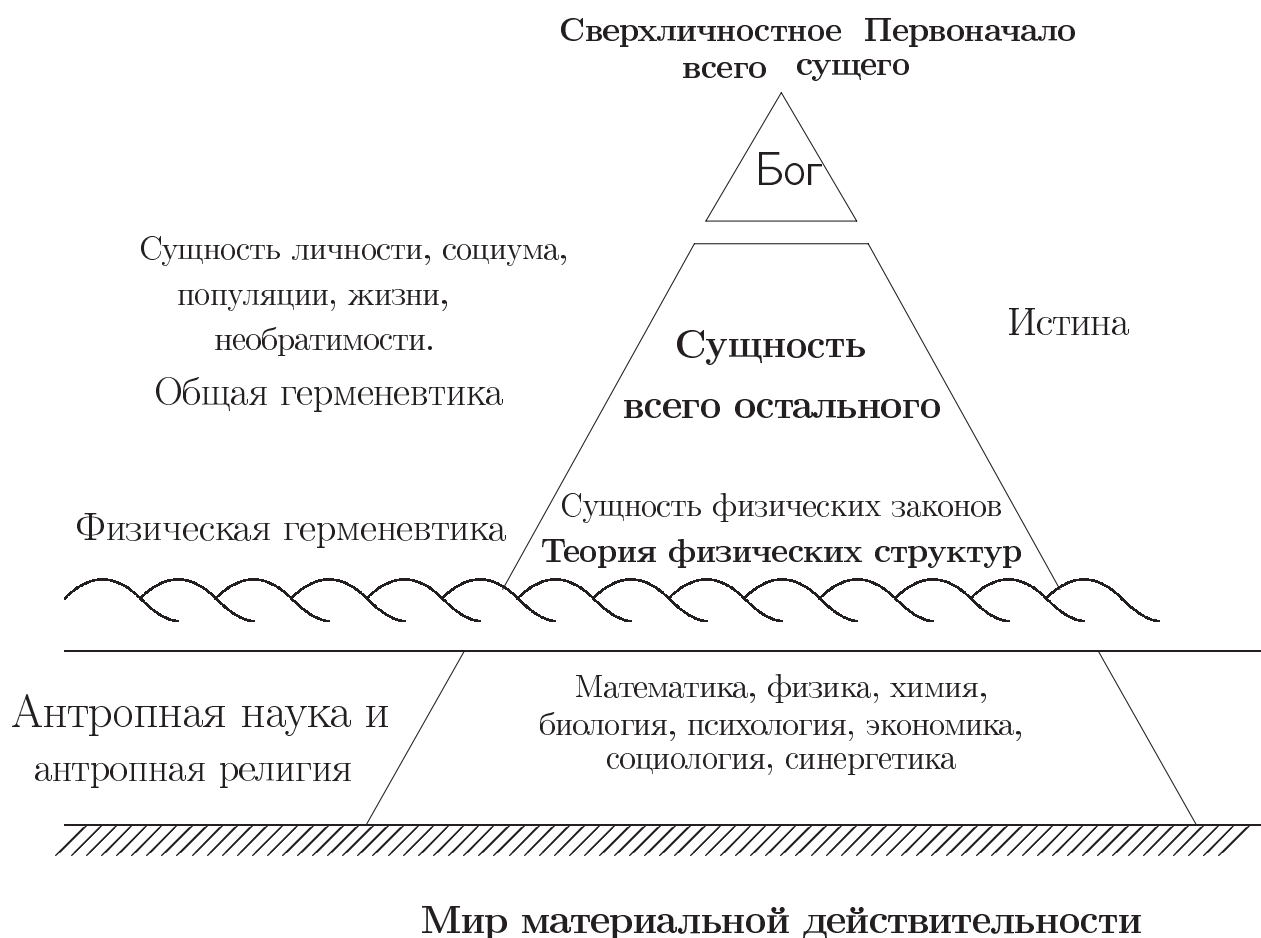 Сверхличностное Первоначало
всего сущего
Бог
Сущность личности, социума,
популяции, жизни,
необратимости.
Общая герменевтика
Истина
Сущность
всего остального
Физическая герменевтика
Сущность физических законов
Теория физических структур
Антропная наука и
антропная религия
Математика, физика, химия,
биология, психология, экономика,
социология, синергетика
Мир материальной действительности